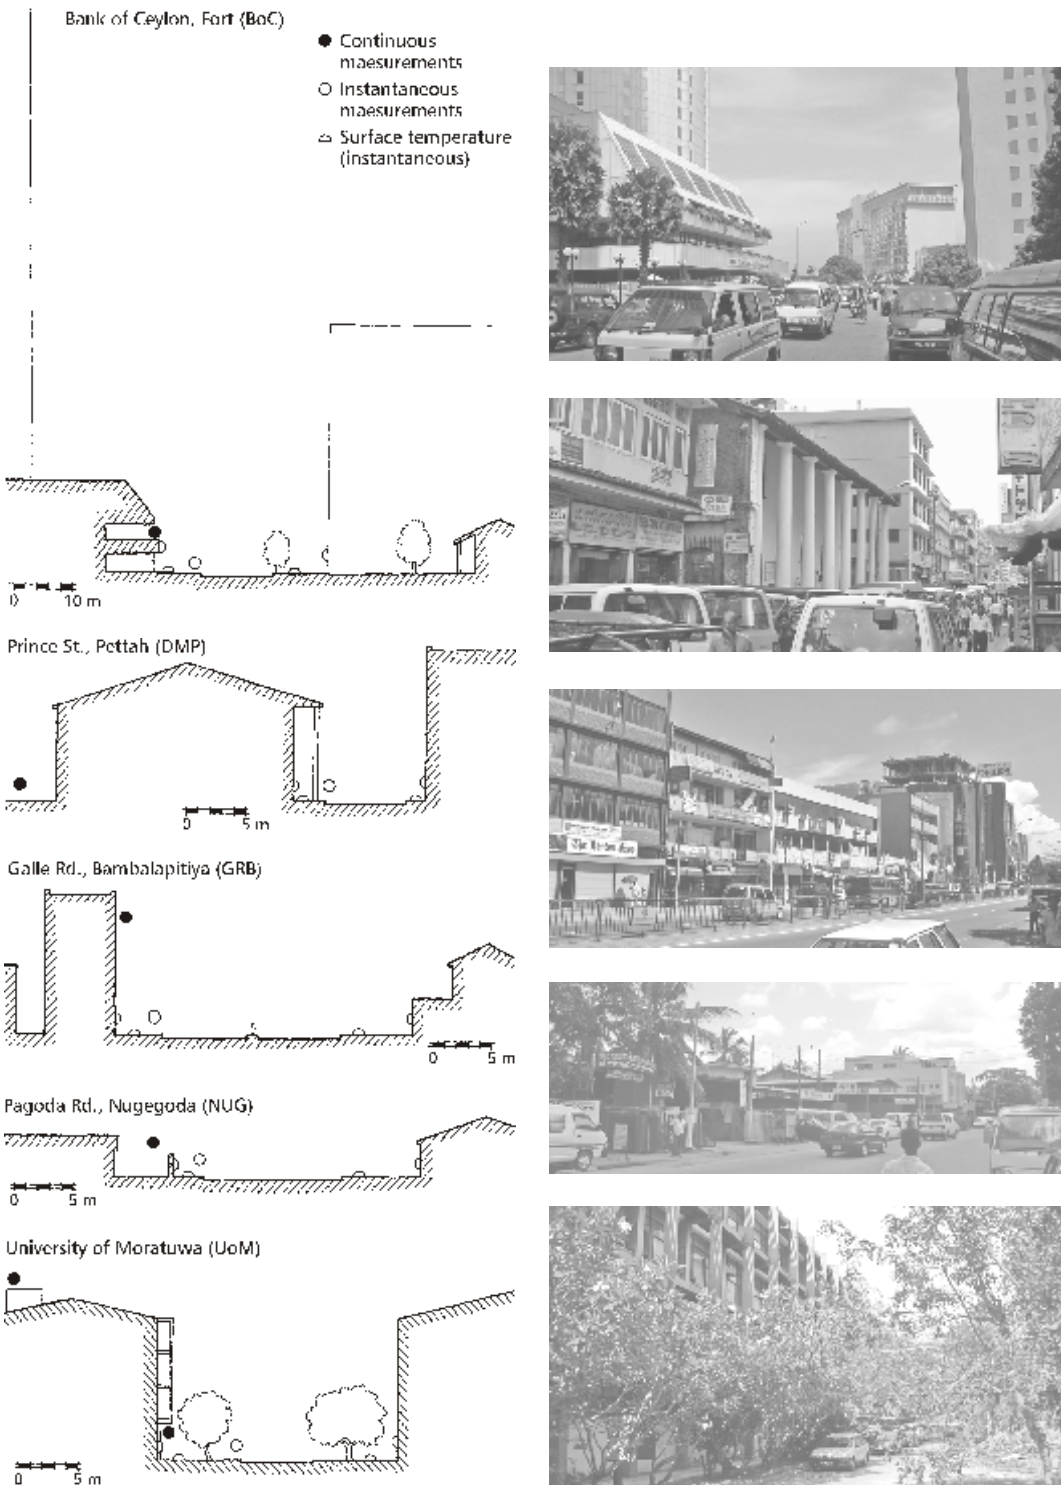 Bank of Ceylon, Fort (BoC)
Continuous
maesurements
Instantaneous
maesurements
Surface temperature
(instantaneous)
0 10 m
Prince St., Pettah (DMP)
0 5 m
Galle Rd., Bambalapitiya (GRB)
0 5 m
Pagoda Rd., Nugegoda (NUG)
0 5 m
University of Moratuwa (UoM)
0 5 m